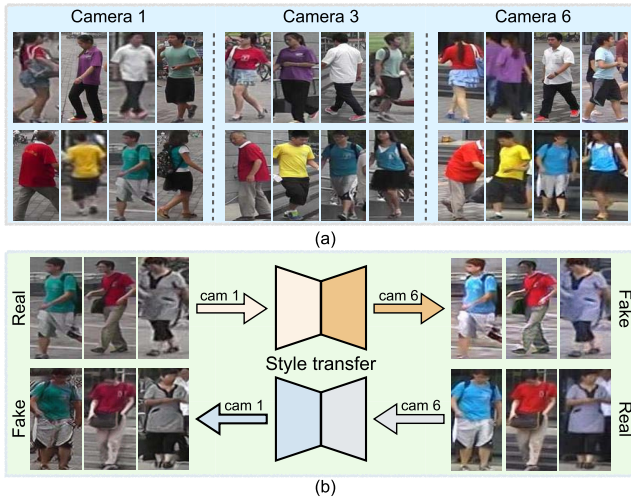 Camera 1
Camera 3
Camera 6
(a)
Real
cam 1
cam 6
Fake
Style transfer
Fake
cam 1
cam 6
Real
(b)